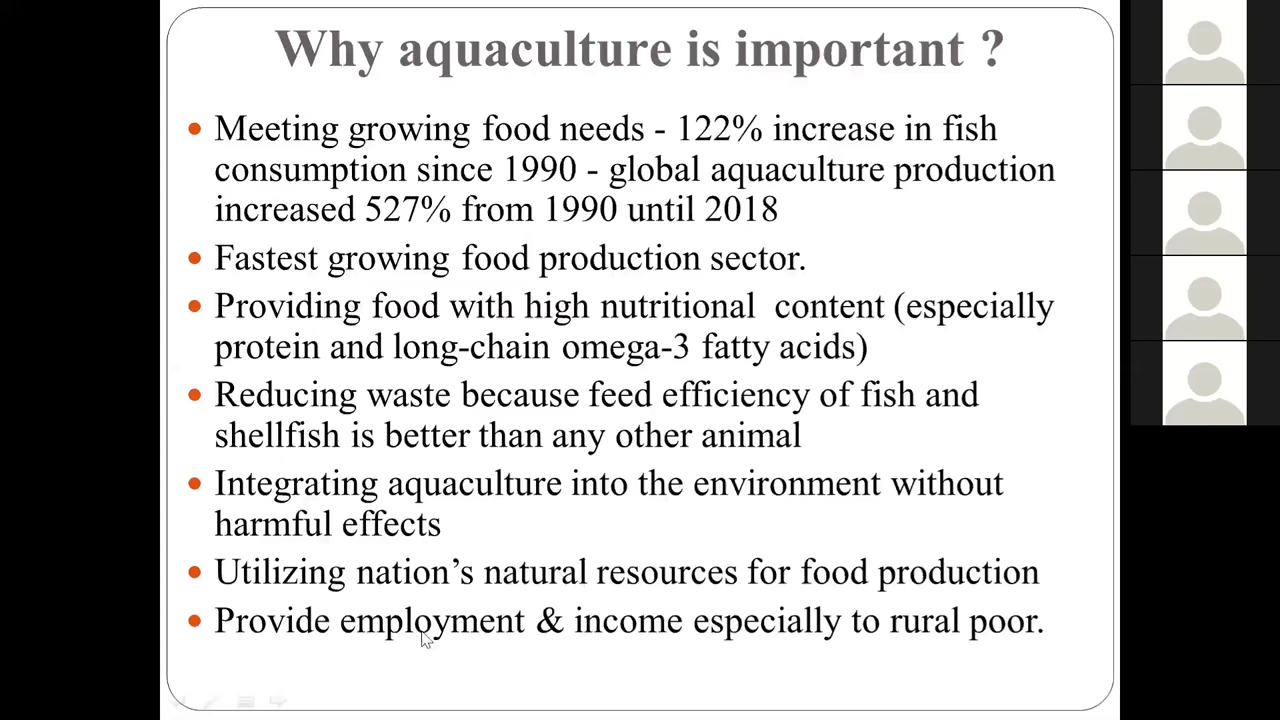 Why aquaculture is important ?
• Meeting growing food needs - 122% increase in fish
consumption since 1990 - global aquaculture production
increased 527% from 1990 until 2018
• Fastest growing food production sector.
• Providing food with high nutritional content (especially
protein and long-chain omega-3 fatty acids)
• Reducing waste because feed efficiency of fish and
shellfish is better than any other animal
• Integrating aquaculture into the environment without
harmful effects
• Utilizing nation’s natural resources for food production
• Provide employment & income especially to rural poor.